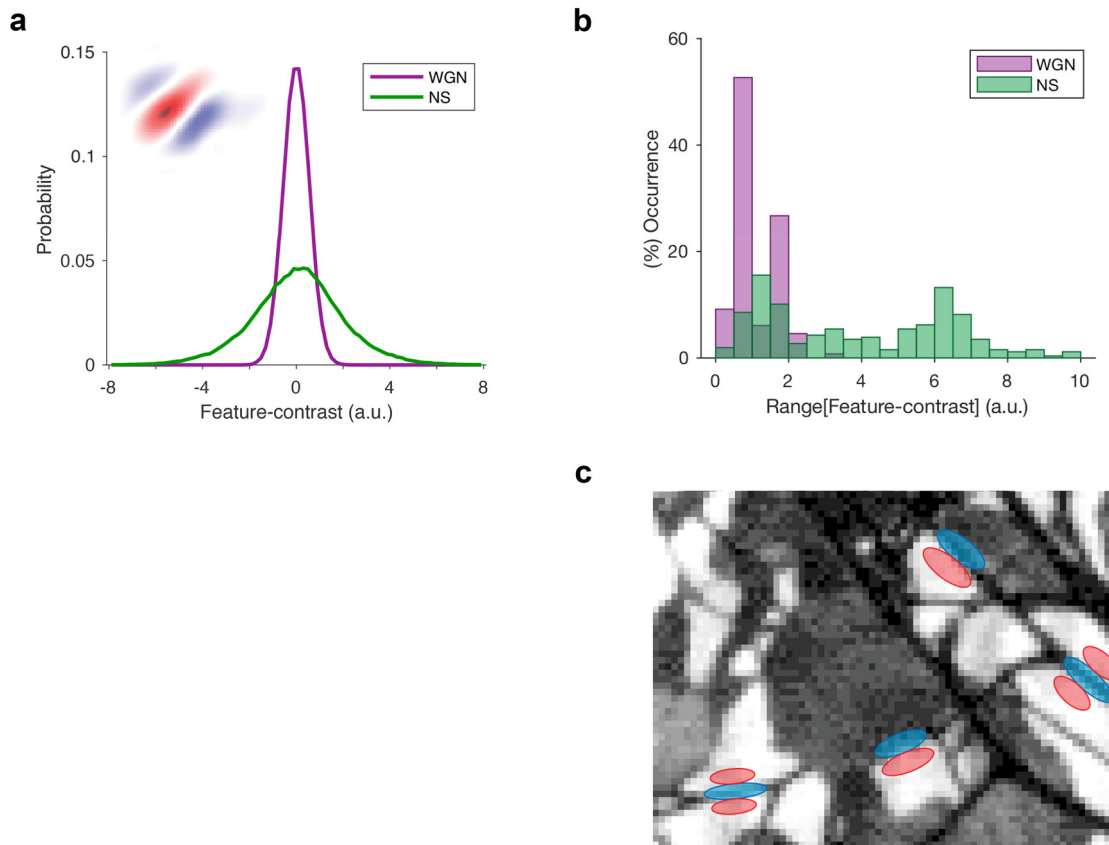 a
0.15
0.1
0.05
0
Probability
WGN
NS
-8
-4
0
4
8
Feature-contrast (a.u.)
b
60
40
20
0
(%) Occurrence
WGN
NS
0
2
4
6
8
10
Range[Feature-contrast] (a.u.)
c